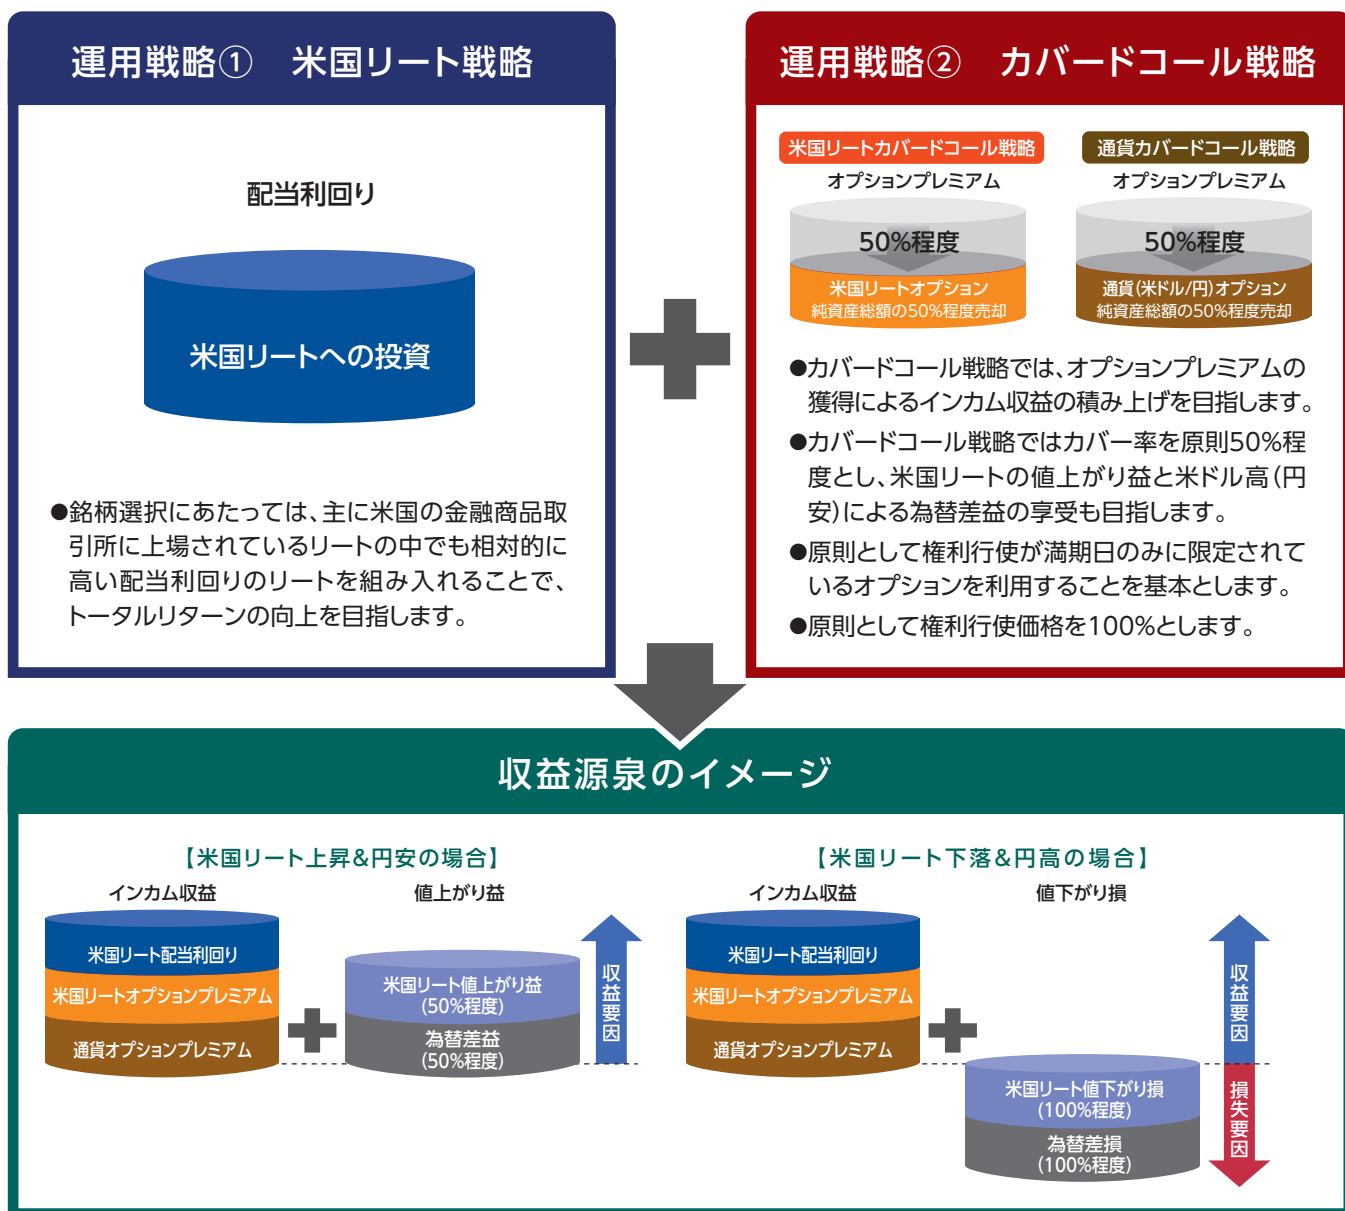 運用戦略① 米国リート戦略
配当利回り
米国リートへの投資
●銘柄選択にあたっては、主に米国の金融商品取
引所に上場されているリートの中でも相対的に
高い配当利回りのリートを組み入れることで、
トータルリターンの向上を目指します。
運用戦略② カバードコール戦略
米国リートカバードコール戦略
オプションプレミアム
50%程度
米国リートオプション
純資産総額の50%程度売却
通貨カバードコール戦略
オプションプレミアム
50%程度
通貨(米ドル/円)オプション
純資産総額の50%程度売却
●カバードコール戦略では、オプションプレミアムの
獲得によるインカム収益の積み上げを目指します。
●カバードコール戦略ではカバー率を原則50%程
度とし、米国リートの値上がり益と米ドル高(円
安)による為替差益の享受も目指します。
●原則として権利行使が満期日のみに限定されて
いるオプションを利用することを基本とします。
●原則として権利行使価格を100%とします。
収益源泉のイメージ
【米国リート上昇&円安の場合】
インカム収益
米国リート配当利回り
米国リートオプションプレミアム
通貨オプションプレミアム
値上がり益
米国リート値上がり益
(50%程度)
為替差益
(50%程度)
収益要因
【米国リート下落&円高の場合】
インカム収益
米国リート配当利回り
米国リートオプションプレミアム
通貨オプションプレミアム
値下がり損
米国リート値下がり損
(100%程度)
為替差損
(100%程度)
収益要因
損失要因